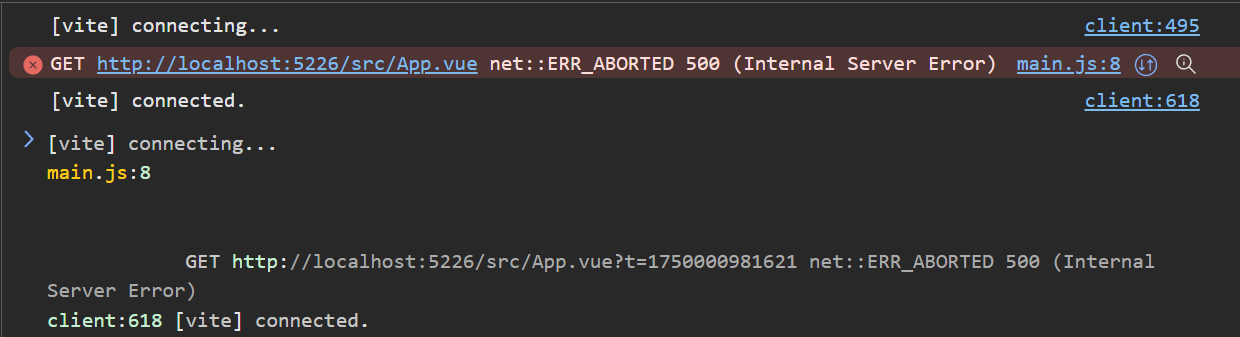 [vite] connecting... client:495
GET http://localhost:5226/src/App.vue net::ERR_ABORTED 500 (Internal Server Error) main.js:8
[vite] connected. client:618
[vite] connecting...
main.js:8
GET http://localhost:5226/src/App.vue?t=1750000981621 net::ERR_ABORTED 500 (Internal
Server Error)
client:618 [vite] connected.